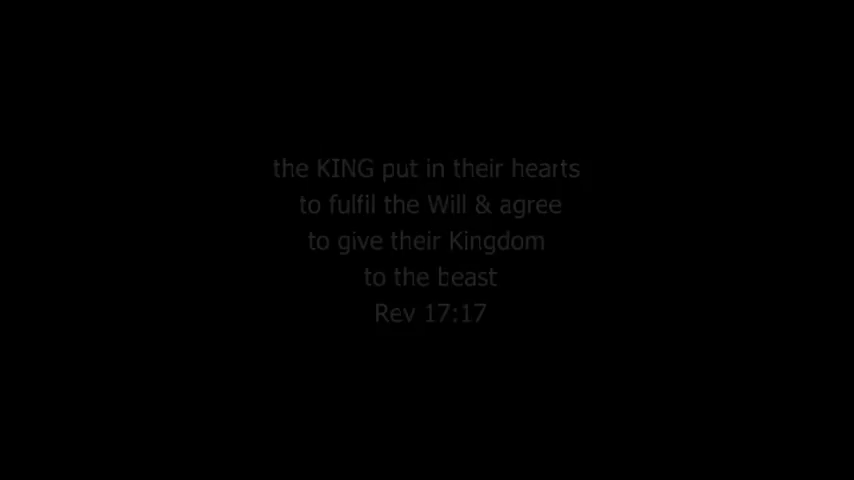 the KING put in their hearts
to fulfil the Will & agree
to give their Kingdom
to the beast
Rev 17:17